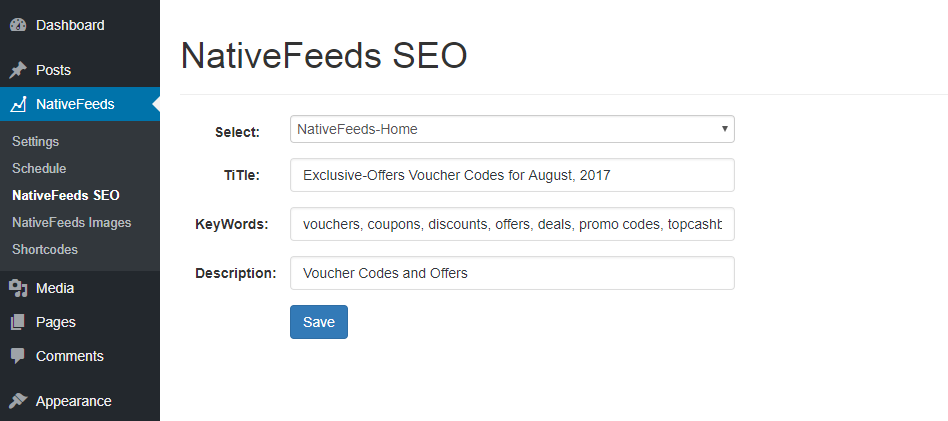 Dashboard
Posts
NativeFeeds
Settings
Schedule
NativeFeeds SEO
NativeFeeds Images
Shortcodes
Media
Pages
Comments
Appearance
NativeFeeds SEO
Select: NativeFeeds-Home
TiTle: Exclusive-Offers Voucher Codes for August, 2017
KeyWords: vouchers, coupons, discounts, offers, deals, promo codes, topcashb
Description: Voucher Codes and Offers
Save